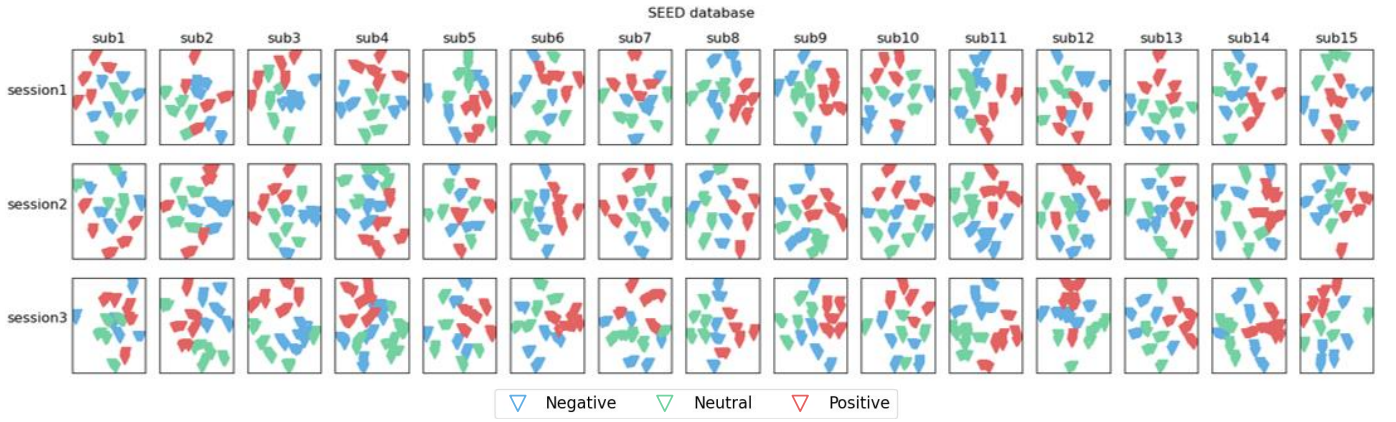 SEED database
sub1 sub2 sub3 sub4 sub5 sub6 sub7 sub8 sub9 sub10 sub11 sub12 sub13 sub14 sub15
session1
session2
session3
Negative Neutral Positive